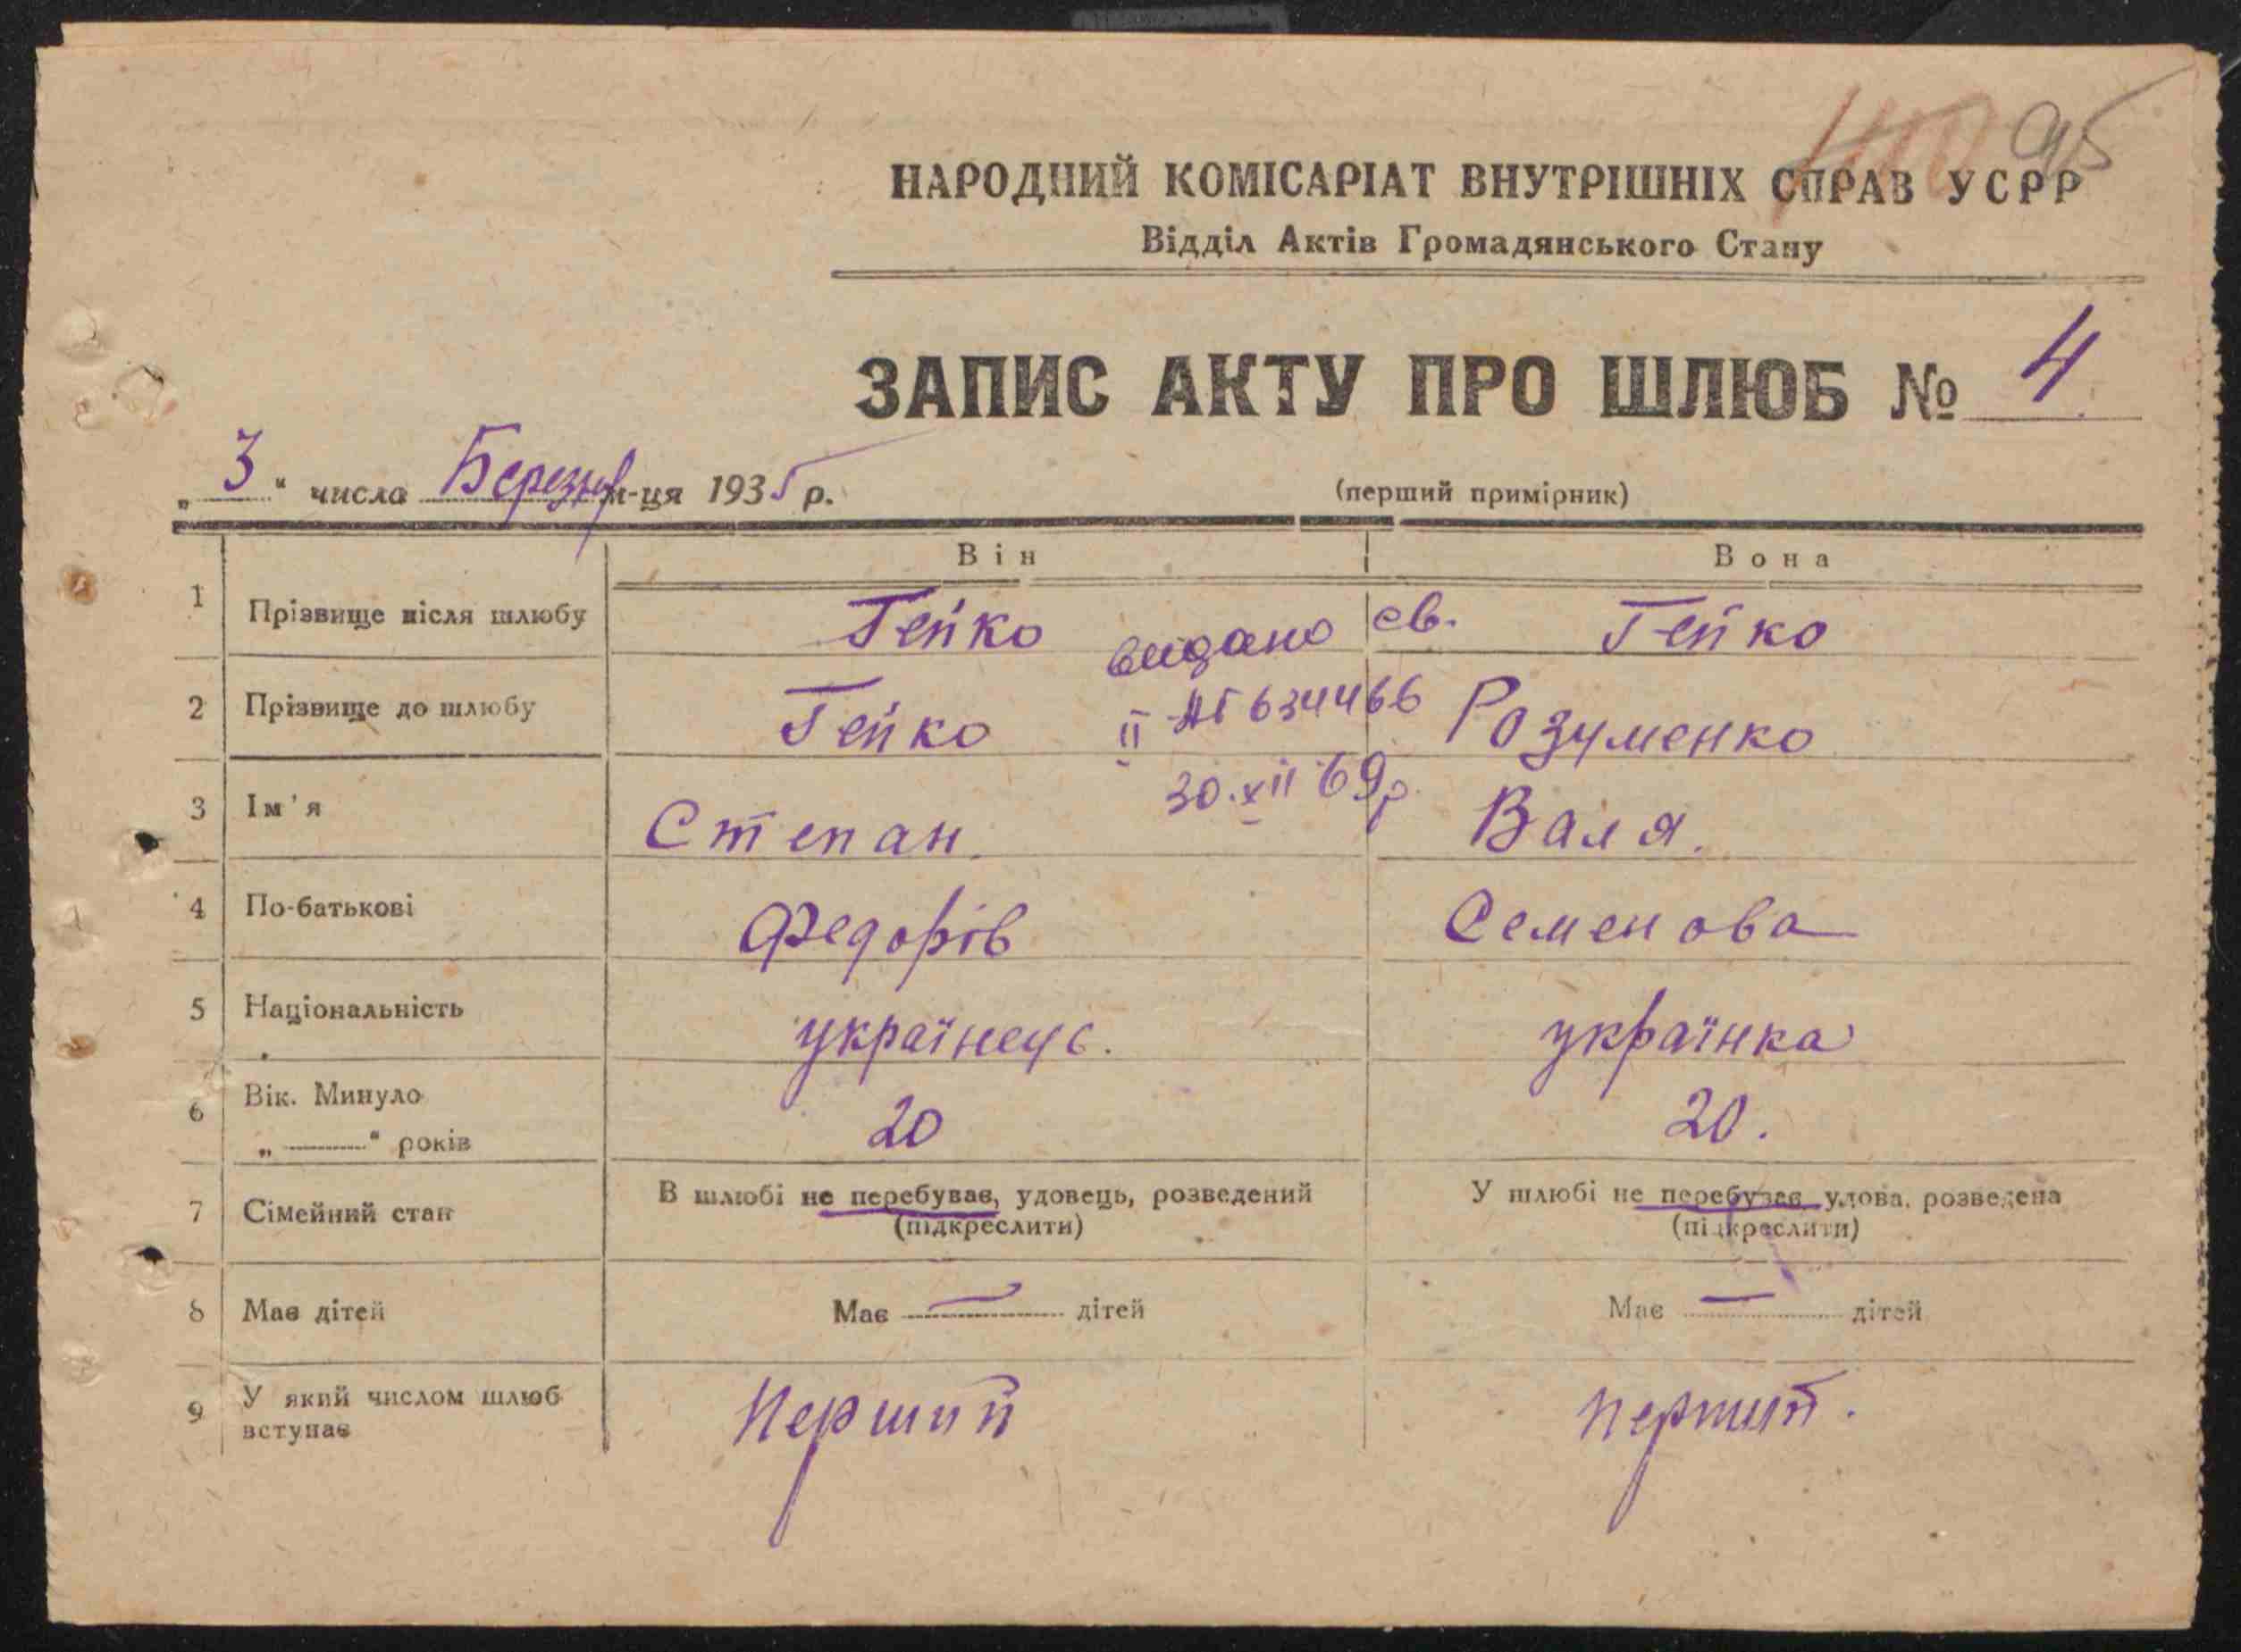 95
НАРОДНИЙ КОМІСАРІАТ ВНУТРІШНІХ СПРАВ УСРР
Відділ Актів Громадянського Стану
ЗАПИС АКТУ ПРО ШЛЮБ № 4
„3" числа Березня м-ця 1935 р.
(перший примірник)
Він Вона
1 Прізвище після шлюбу Гейко Гейко
видано св.
2 Прізвище до шлюбу Гейко Розуменко
II-АГ 634466
30.XII 69р.
3 Ім'я Степан. Валя.
4 По-батькові Федорів Семенова
5 Національність українець. українка
6 Вік. Минуло 20 20.
„ " років
7 Сімейний стан В шлюбі не перебував, удовець, розведений У шлюбі не перебував, удова, розведена
(підкреслити) (підкреслити)
8 Має дітей Має — дітей Має — дітей
9 У який числом шлюб вступає Перший перший.